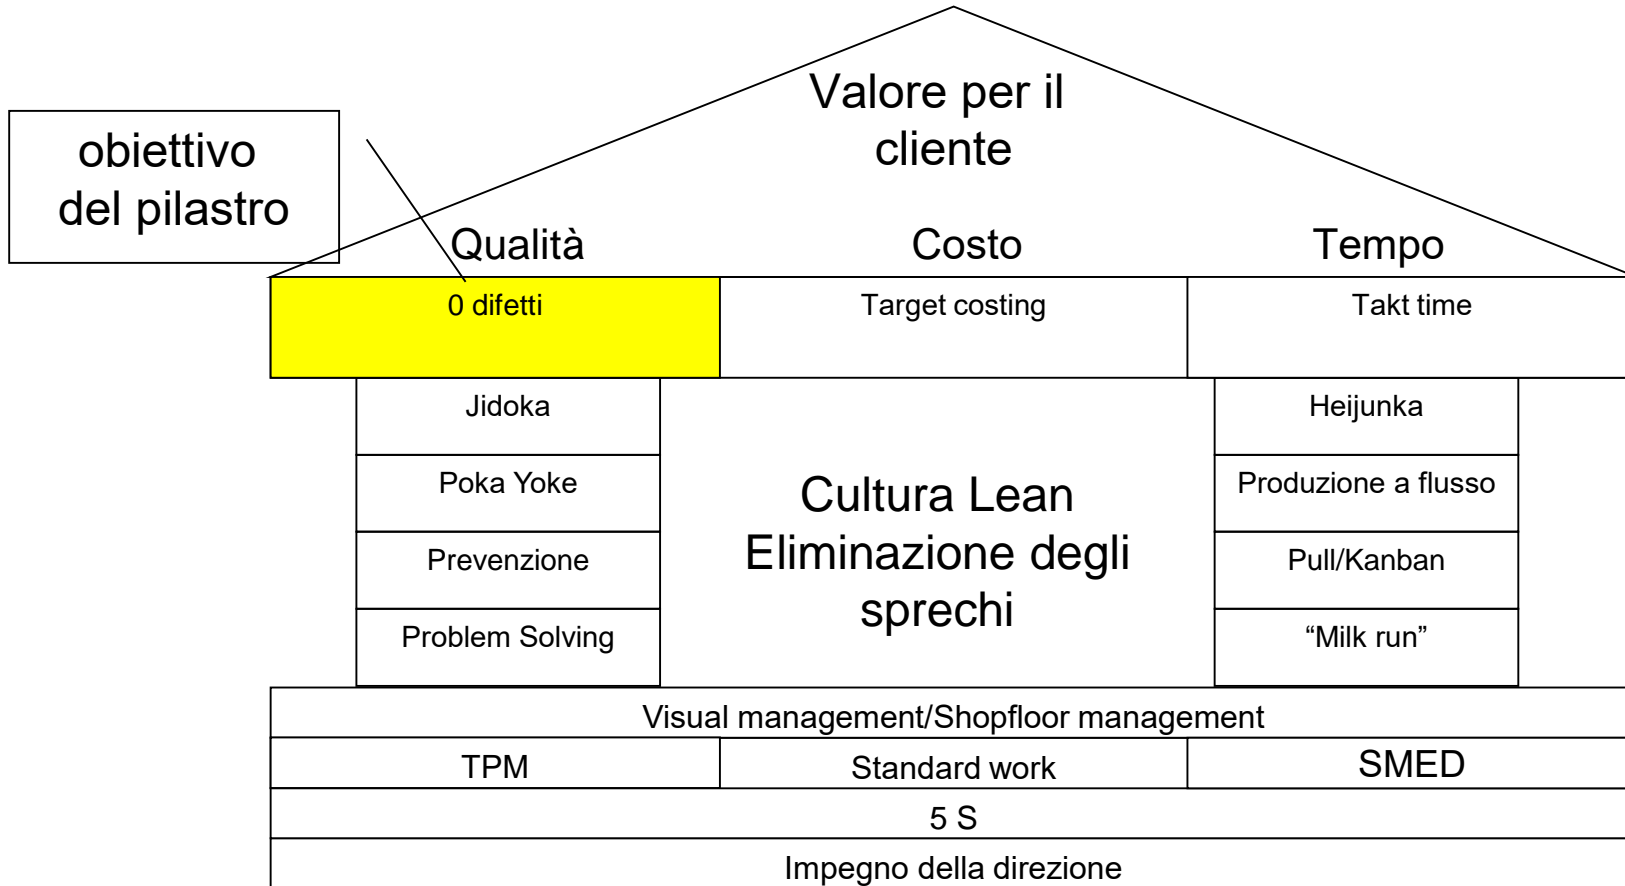 Valore per il
cliente
obiettivo
del pilastro
Qualità
Costo
Tempo
0 difetti
Target costing
Takt time
Jidoka
Heijunka
Poka Yoke
Produzione a flusso
Cultura Lean
Eliminazione degli
sprechi
Prevenzione
Pull/Kanban
Problem Solving
“Milk run”
Visual management/Shopfloor management
TPM
Standard work
SMED
5 S
Impegno della direzione